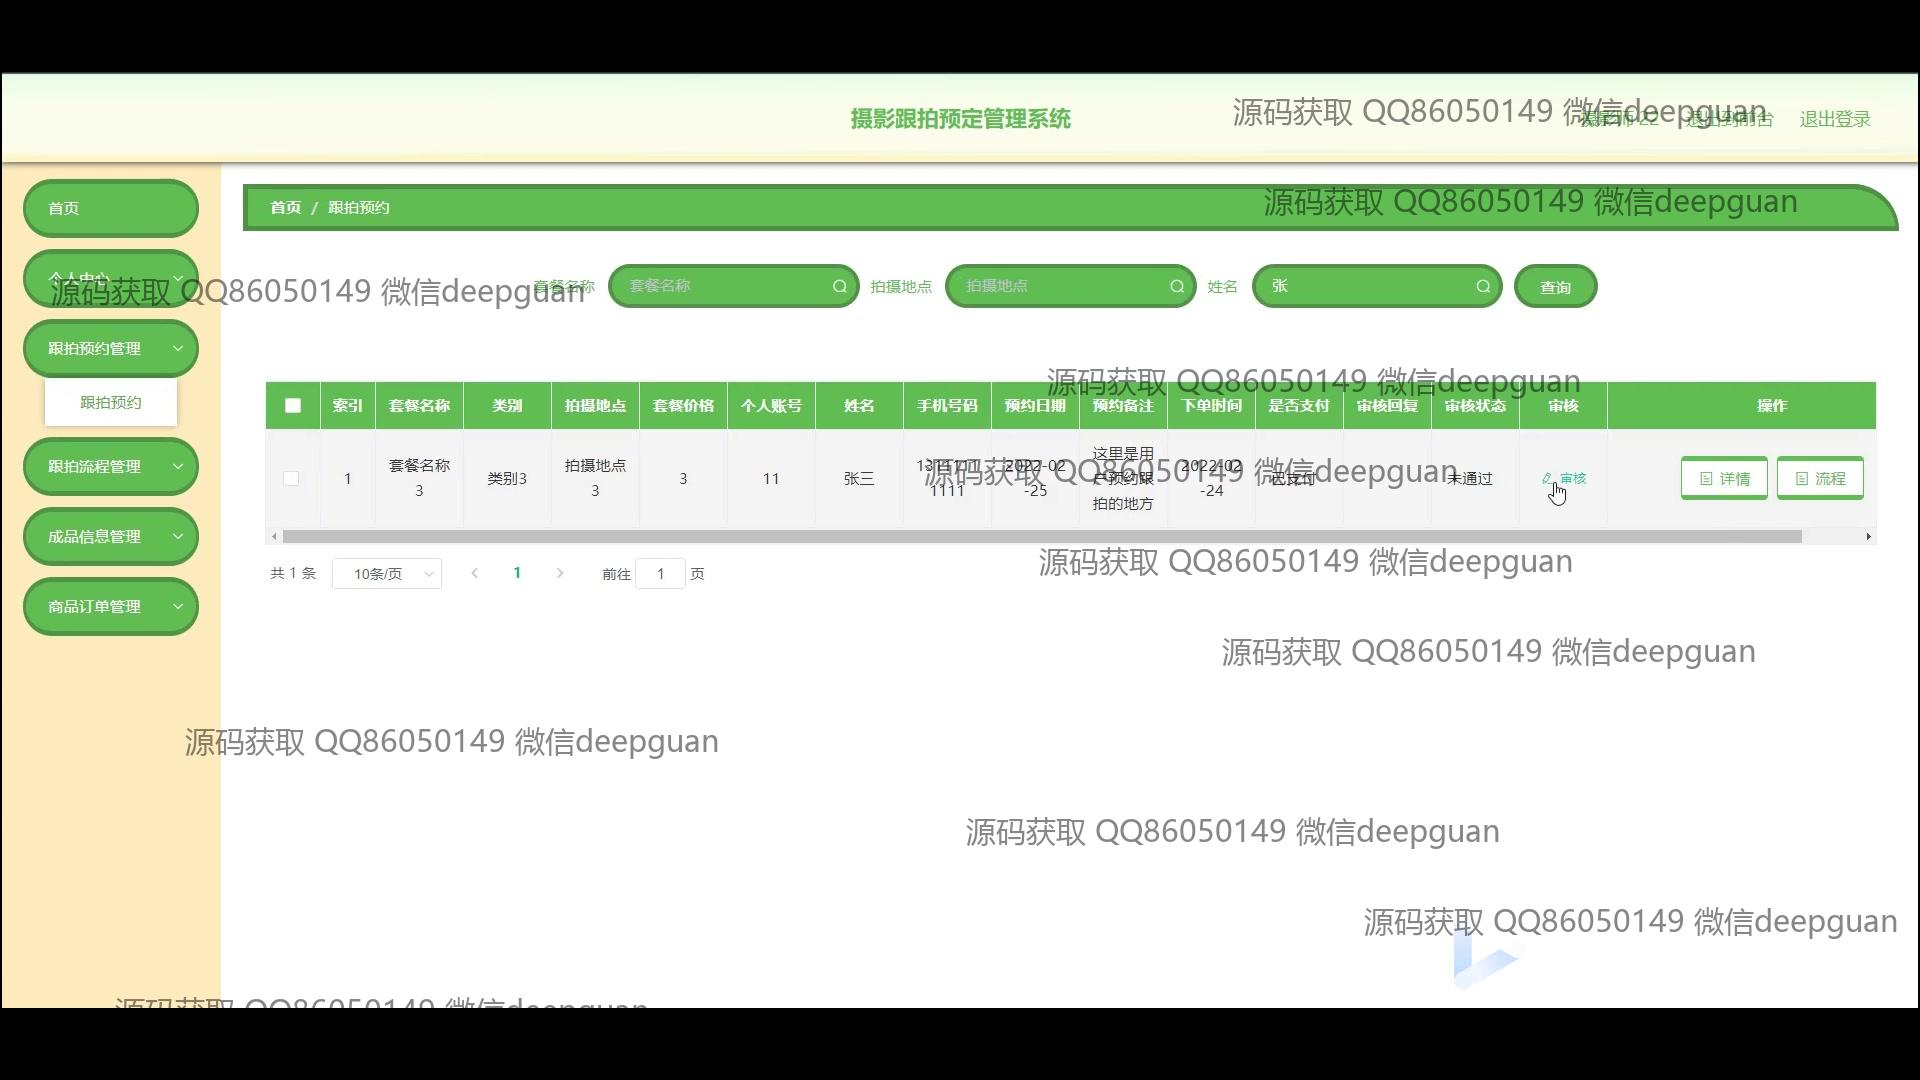 摄影跟拍预定管理系统
源码获取 QQ86050149 微信deepguan
摄影师 22
退出到前台
退出登录
首页
首页 / 跟拍预约
源码获取 QQ86050149 微信deepguan
个人中心
源码获取 QQ86050149 微信deepguan
套餐名称 套餐名称 拍摄地点 拍摄地点 姓名 张 查询
跟拍预约管理
跟拍预约
源码获取 QQ86050149 微信deepguan
索引 套餐名称 类别 拍摄地点 套餐价格 个人账号 姓名 手机号码 预约日期 预约备注 下单时间 是否支付 审核回复 审核状态 审核 操作
1 套餐名称3 类别3 拍摄地点3 3 11 张三 2022-02-25 这里是用户预约跟拍的地方 2022-02-24 已支付 未通过 审核 详情 流程
源码获取 QQ86050149 微信deepguan
跟拍流程管理
成品信息管理
商品订单管理
共 1 条 10条/页 1 前往 1 页
源码获取 QQ86050149 微信deepguan
源码获取 QQ86050149 微信deepguan
源码获取 QQ86050149 微信deepguan
源码获取 QQ86050149 微信deepguan
源码获取 QQ86050149 微信deepguan
源码获取 QQ86050149 微信deepguan